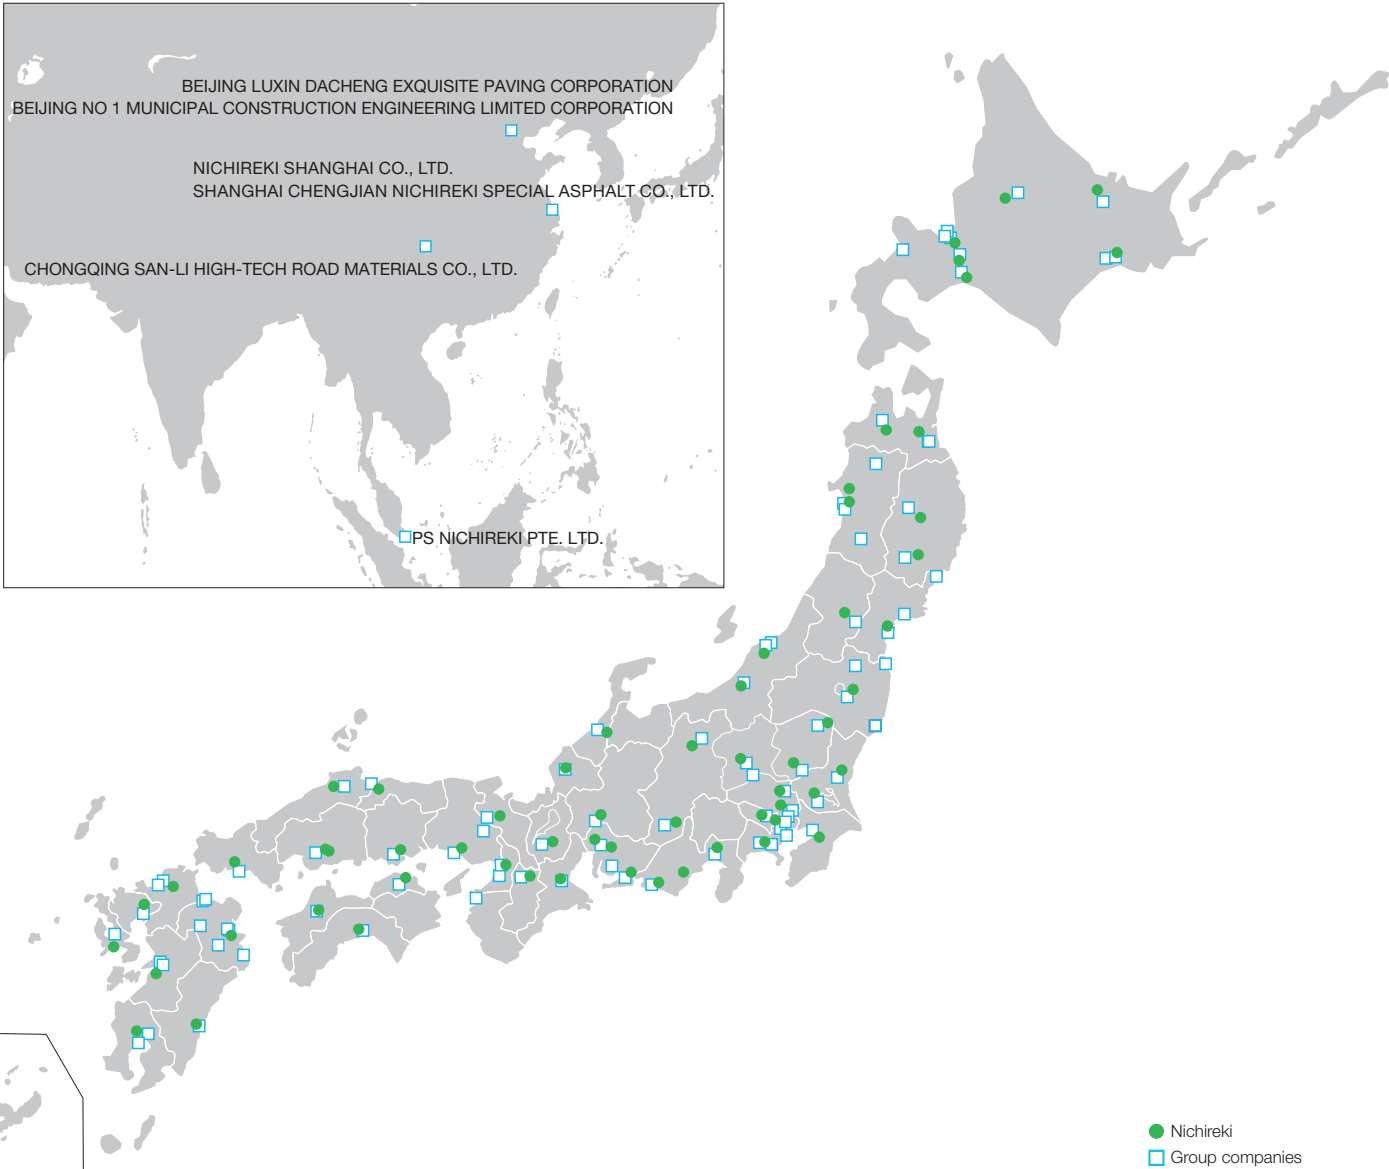 BEIJING LUXIN DACHENG EXQUISITE PAVING CORPORATION
BEIJING NO 1 MUNICIPAL CONSTRUCTION ENGINEERING LIMITED CORPORATION
NICHIREKI SHANGHAI CO., LTD.
SHANGHAI CHENGJIAN NICHIREKI SPECIAL ASPHALT CO., LTD.
CHONGQING SAN-LI HIGH-TECH ROAD MATERIALS CO., LTD.
PS NICHIREKI PTE. LTD.
Nichireki
Group companies